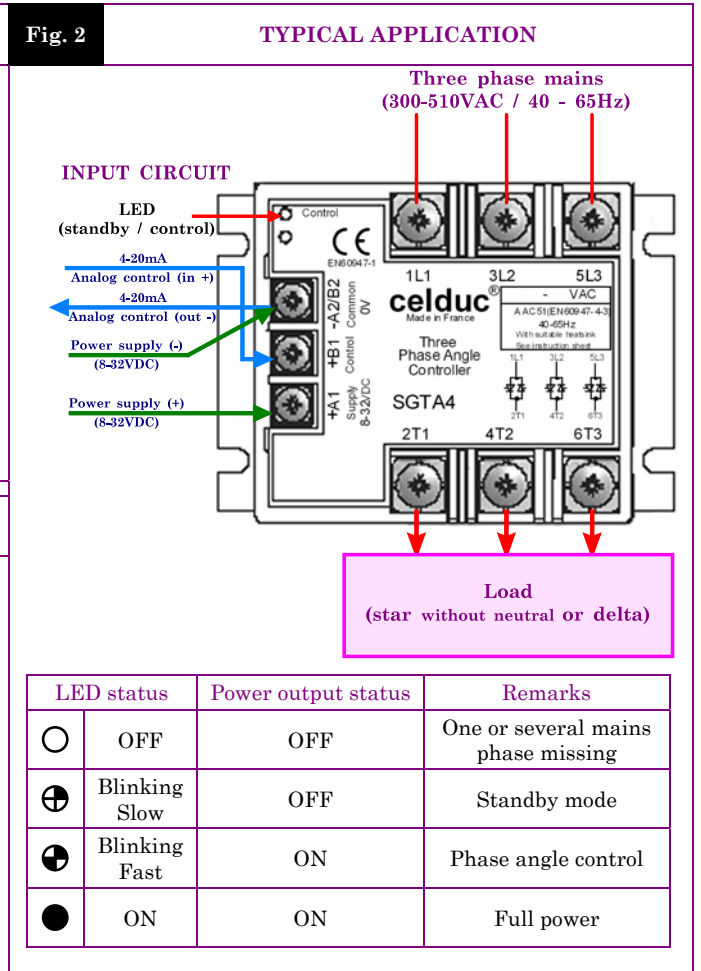 Fig. 2
TYPICAL APPLICATION
Three phase mains
(300-510VAC / 40 - 65Hz)
INPUT CIRCUIT
LED
(standby / control)
4-20mA
Analog control (in +)
4-20mA
Analog control (out -)
Power supply (-)
(8-32VDC)
Power supply (+)
(8-32VDC)
Control
CE
EN60947-1
-A2/B2
Common
0V
+B1
Control
+A1
Supply
8-32VDC
1L1 3L2 5L3
celduc®
Made in France
- VAC
AAC51(EN60947-4-3)
40-65Hz
With suitable heatsink
See instruction sheet
Three
Phase Angle
Controller
1L1 3L2 5L3
2T1 4T2 6T3
SGTA4
2T1 4T2 6T3
Load
(star without neutral or delta)
LED status Power output status Remarks
OFF OFF One or several mains
phase missing
Blinking
Slow OFF Standby mode
Blinking
Fast ON Phase angle control
ON ON Full power